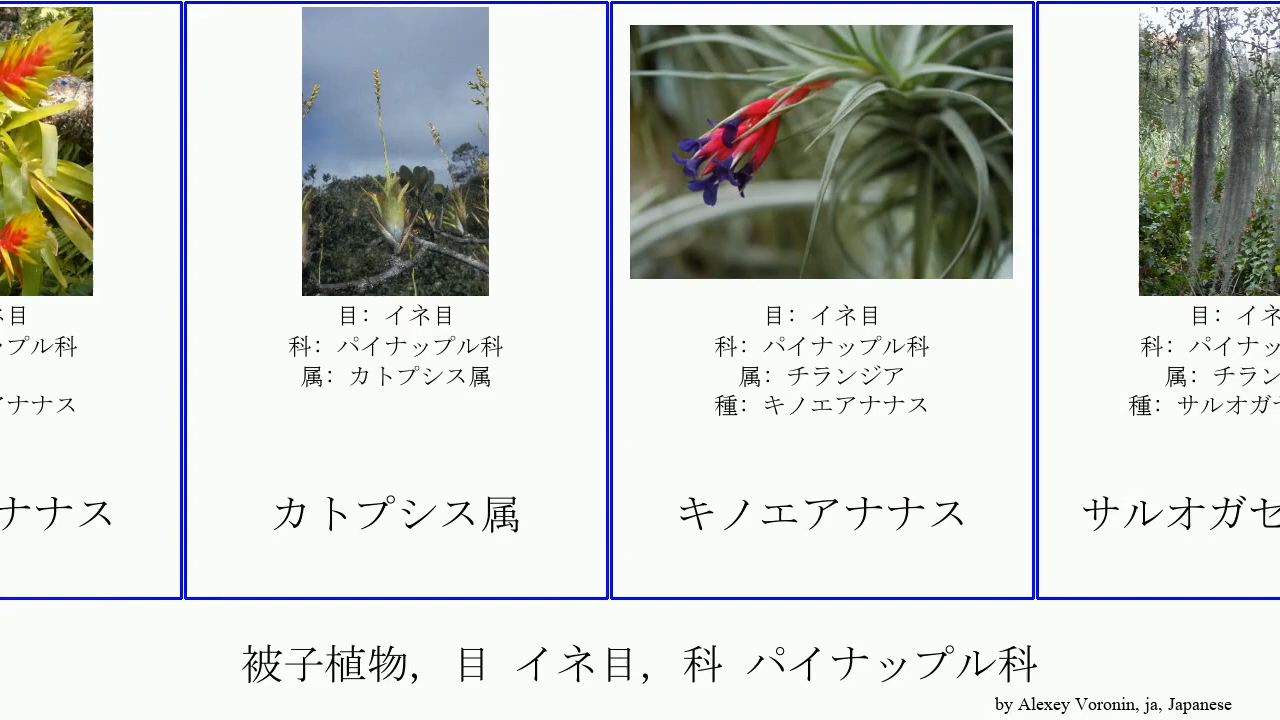 目: イネ目
科: パイナップル科
属: カトプシス属
カトプシス属
目: イネ目
科: パイナップル科
属: チランジア
種: キノエアナナス
キノエアナナス
被子植物, 目 イネ目, 科 パイナップル科
by Alexey Voronin, ja, Japanese